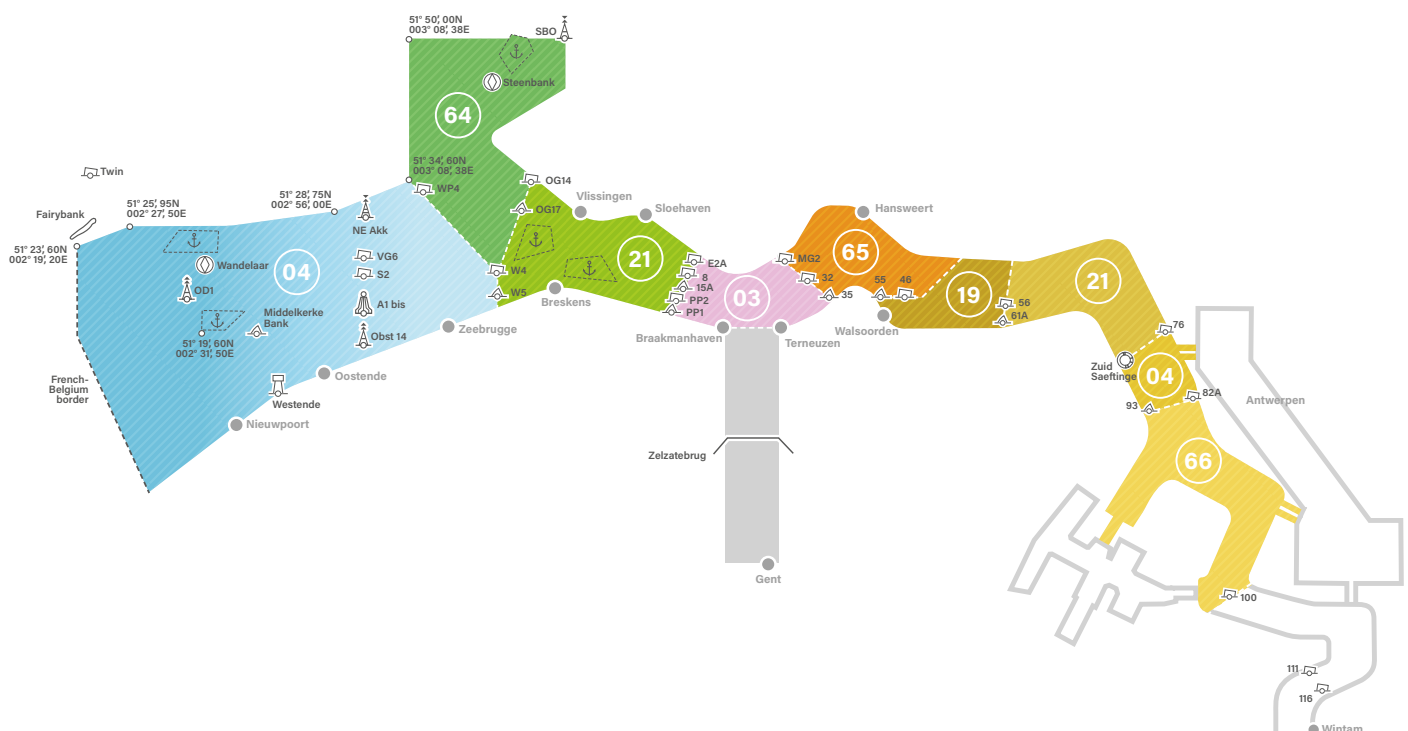 51° 50,' 00N
003° 08,' 38E
SBO
Steenbank
64
51° 34,' 60N
003° 08,' 38E
WP4
OG14
OG17
Twin
51° 25,' 95N
002° 27,' 50E
51° 28,' 75N
002° 56,' 00E
Fairybank
51° 23,' 60N
002° 19,' 20E
NE Akk
Wandelaar
04
VG6
S2
OD1
A1 bis
Middelkerke
Bank
51° 19,' 60N
002° 31,' 50E
Obst 14
Zeebrugge
French-
Belgium
border
Oostende
Westende
Nieuwpoort
Vlissingen
Sloehaven
21
W4
W5
Breskens
E2A
8
15A
PP2
PP1
03
Braakmanhaven
Terneuzen
MG2
32
35
65
Hansweert
55
46
Walsoorden
19
56
61A
21
76
Zuid
Saeftinge
04
93
82A
Antwerpen
66
Zelzatebrug
Gent
100
111
116
Wintam